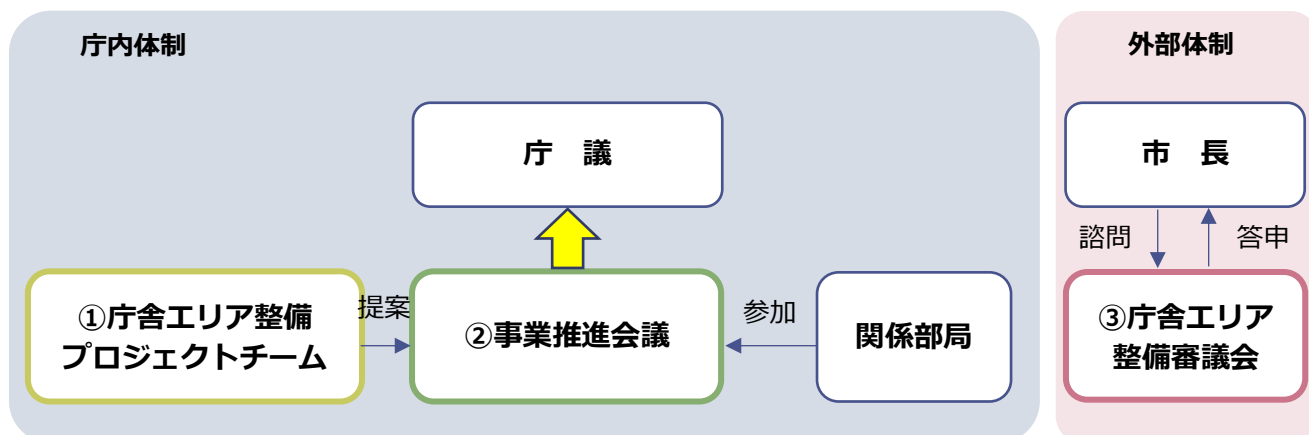 庁内体制
外部体制
庁　議
市　長
諮問
答申
①庁舎エリア整備
プロジェクトチーム
提案
②事業推進会議
参加
関係部局
③庁舎エリア
整備審議会